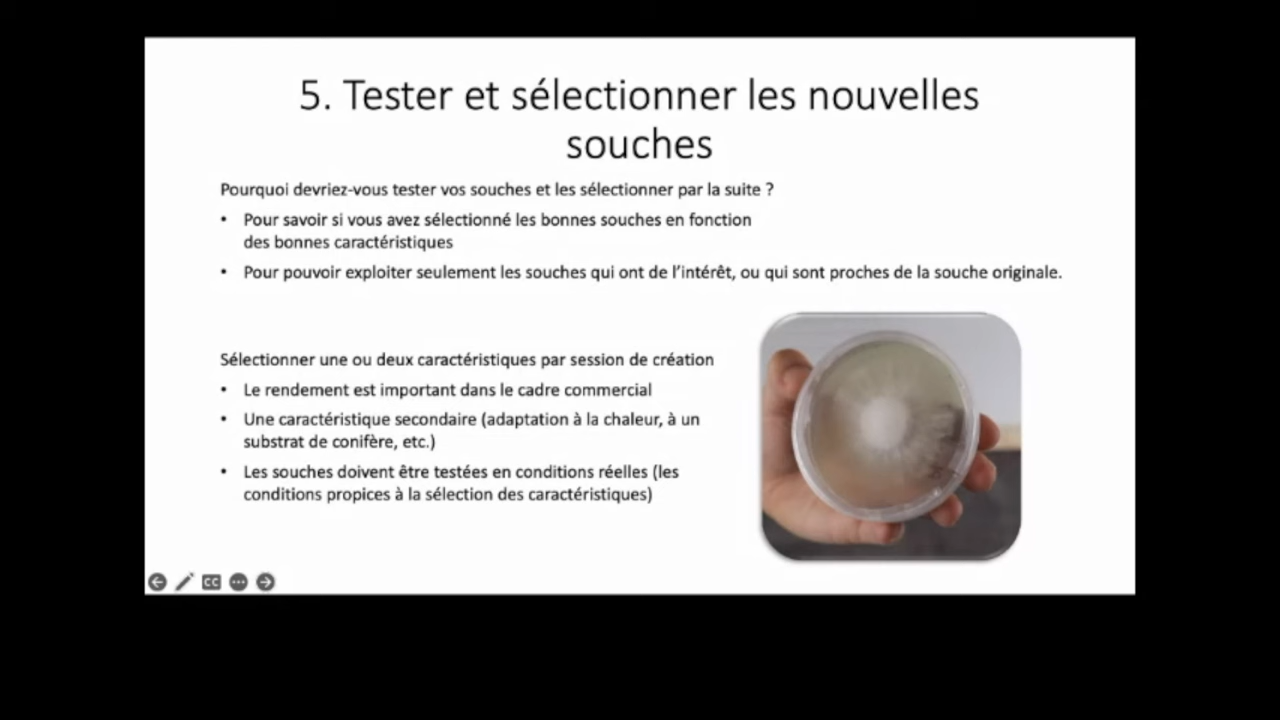 5. Tester et sélectionner les nouvelles
souches
Pourquoi devriez-vous tester vos souches et les sélectionner par la suite ?
• Pour savoir si vous avez sélectionné les bonnes souches en fonction
des bonnes caractéristiques
• Pour pouvoir exploiter seulement les souches qui ont de l'intérêt, ou qui sont proches de la souche originale.
Sélectionner une ou deux caractéristiques par session de création
• Le rendement est important dans le cadre commercial
• Une caractéristique secondaire (adaptation à la chaleur, à un
substrat de conifère, etc.)
• Les souches doivent être testées en conditions réelles (les
conditions propices à la sélection des caractéristiques)
CC